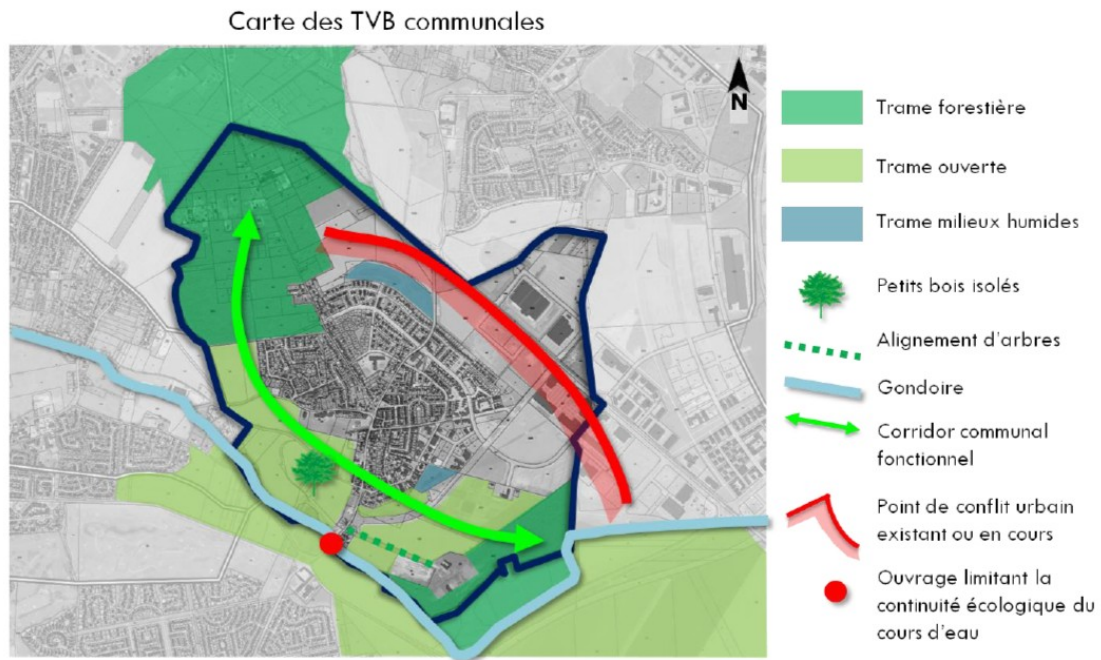 Carte des TVB communales
N
Trame forestière
Trame ouverte
Trame milieux humides
Petits bois isolés
Alignement d'arbres
Gondoire
Corridor communal
fonctionnel
Point de conflit urbain
existant ou en cours
Ouvrage limitant la
continuité écologique du
cours d'eau